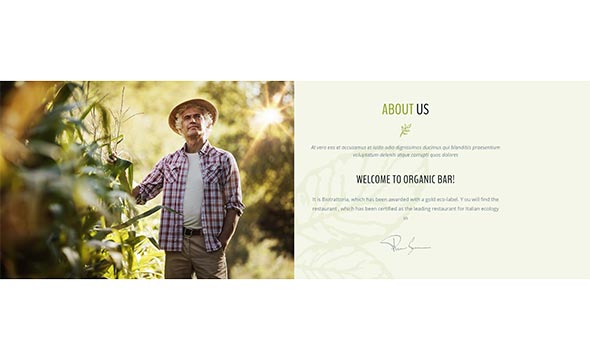 ABOUT US
At vero eos et accusamus et iusto odio dignissimos ducimus qui blanditiis praesentium
voluptatum deleniti atque corrupti quos dolores
WELCOME TO ORGANIC BAR!
It is Biotrattoria, which has been awarded with a gold eco-label. Y ou will find the
restaurant , which has been certified as the leading restaurant for Italian ecology
in